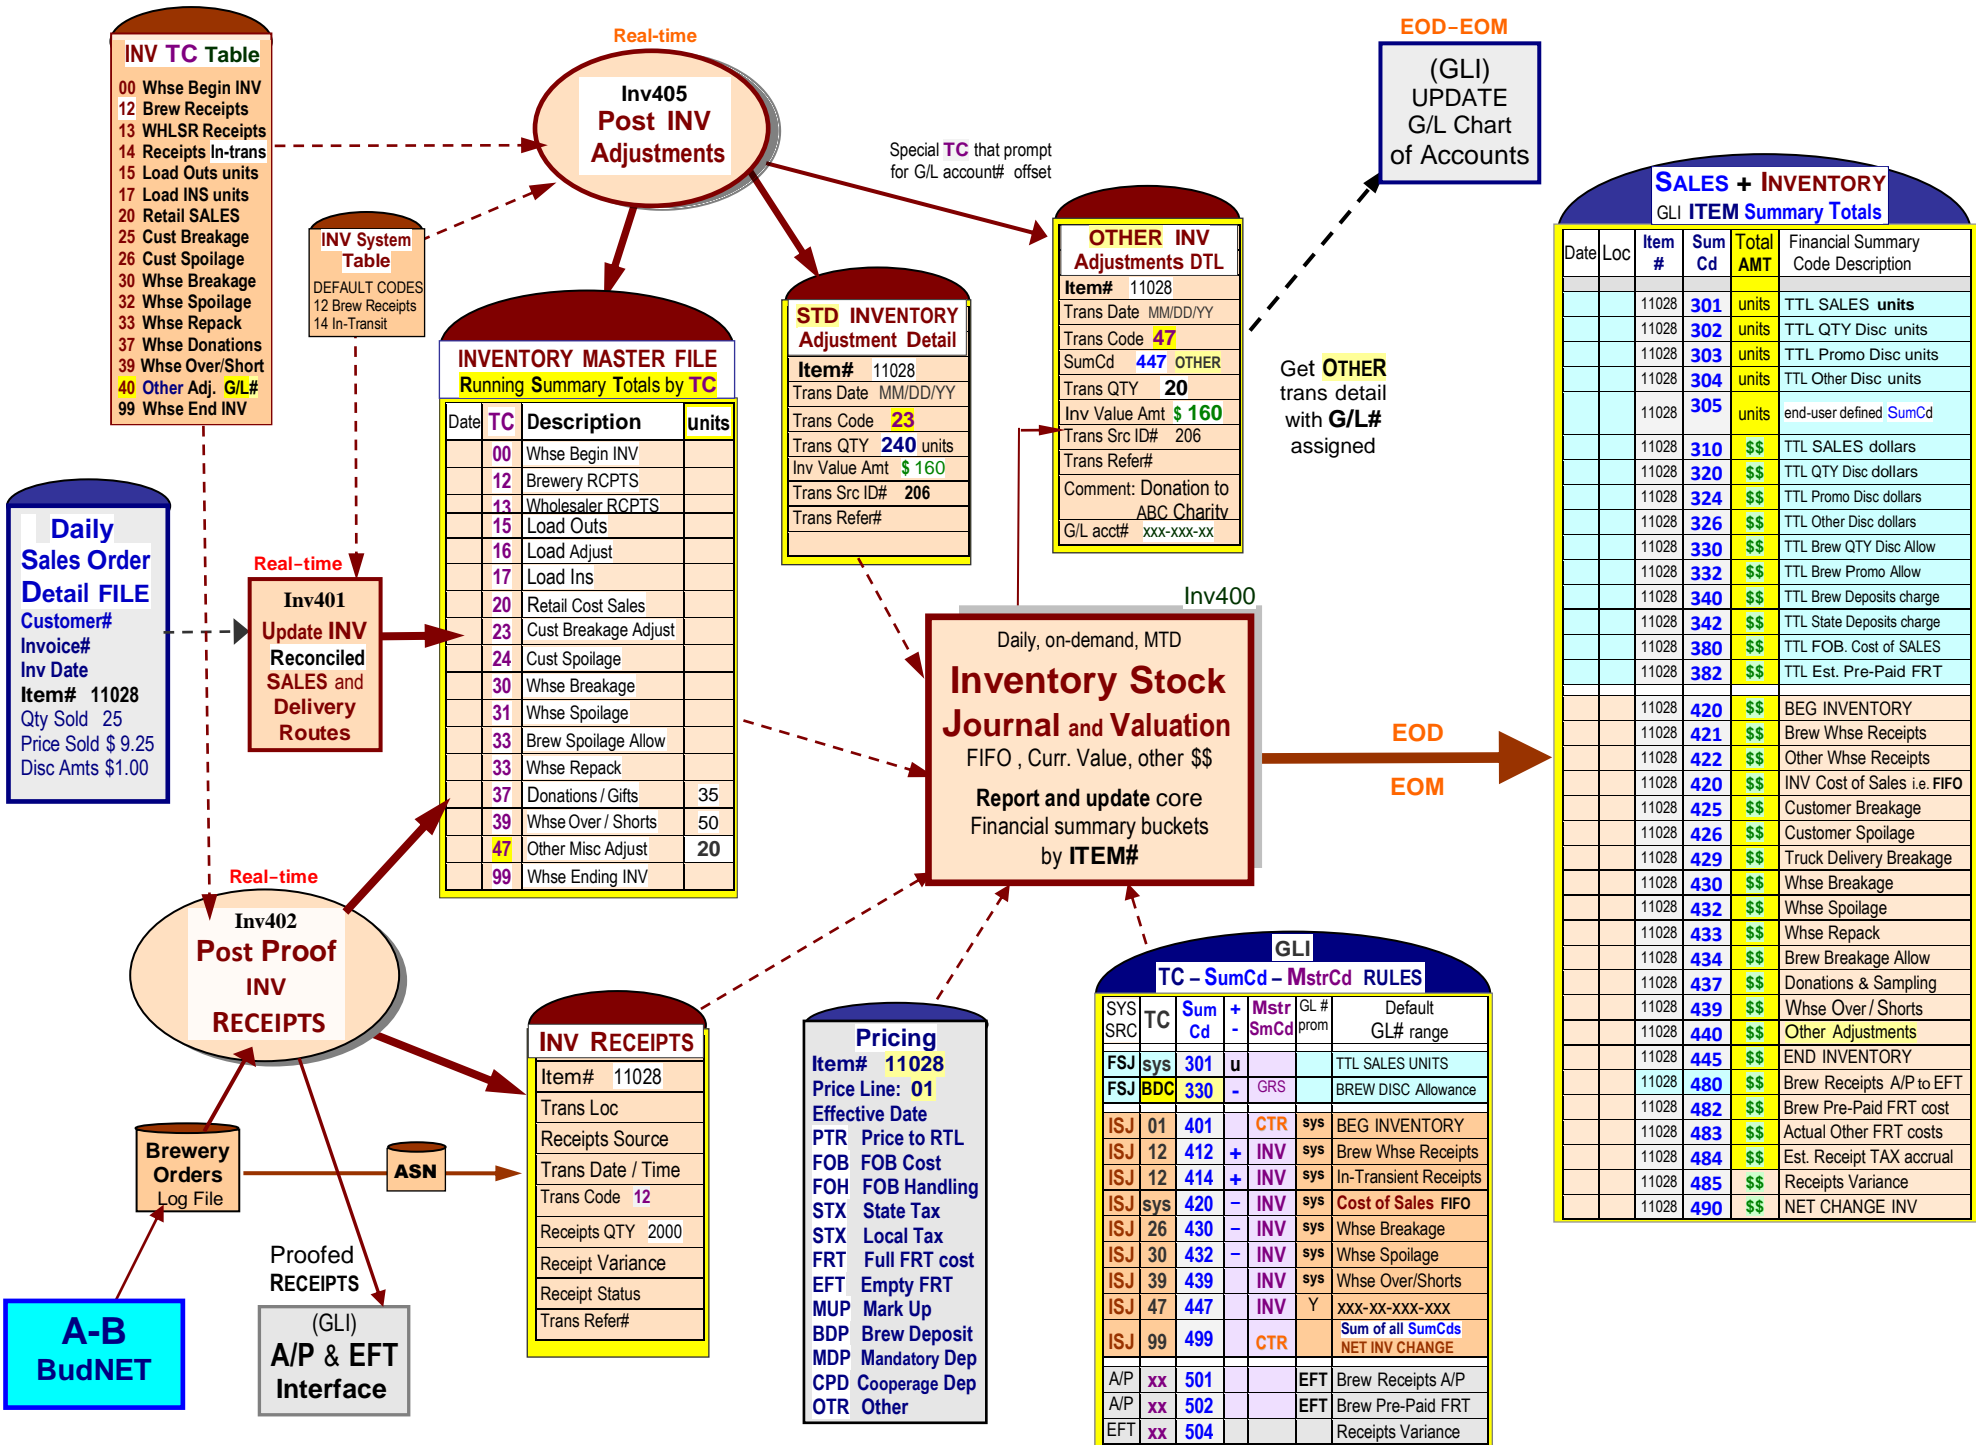 INV TC Table
00 Whse Begin INV
12 Brew Receipts
13 WHLSR Receipts
14 Receipts In-trans
15 Load Outs units
17 Load INS units
20 Retail SALES
25 Cust Breakage
26 Cust Spoilage
30 Whse Breakage
32 Whse Spoilage
33 Whse Repack
37 Whse Donations
39 Whse Over/Short
40 Other Adj. G/L#
99 Whse End INV
Real-time
Inv405
Post INV
Adjustments
Special TC that prompt
for G/L account# offset
EOD-EOM
(GLI)
UPDATE
G/L Chart
of Accounts
INV System
Table
DEFAULT CODES
12 Brew Receipts
14 In-Transit
Daily
Sales Order
Detail FILE
Customer#
Invoice#
Inv Date
Item# 11028
Qty Sold 25
Price Sold $ 9.25
Disc Amts $1.00
Real-time
Inv401
Update INV
Reconciled
SALES and
Delivery
Routes
INVENTORY MASTER FILE
Running Summary Totals by TC
Date TC Description units
00 Whse Begin INV
12 Brewery RCPTS
13 Wholesaler RCPTS
15 Load Outs
16 Load Adjust
17 Load Ins
20 Retail Cost Sales
23 Cust Breakage Adjust
24 Cust Spoilage
30 Whse Breakage
31 Whse Spoilage
33 Brew Spoilage Allow
33 Whse Repack
37 Donations / Gifts 35
39 Whse Over / Shorts 50
47 Other Misc Adjust 20
99 Whse Ending INV
STD INVENTORY
Adjustment Detail
Item# 11028
Trans Date MM/DD/YY
Trans Code 23
Trans QTY 240 units
Inv Value Amt $ 160
Trans Src ID# 206
Trans Refer#
OTHER INV
Adjustments DTL
Item# 11028
Trans Date MM/DD/YY
Trans Code 47
SumCd 447 OTHER
Trans QTY 20
Inv Value Amt $ 160
Trans Src ID# 206
Trans Refer#
Comment: Donation to
ABC Charity
G/L acct# xxx-xxx-xx
Get OTHER
trans detail
with G/L#
assigned
Inv400
Daily, on-demand, MTD
Inventory Stock
Journal and Valuation
FIFO , Curr. Value, other $$
Report and update core
Financial summary buckets
by ITEM#
EOD
EOM
SALES + INVENTORY
GLI ITEM Summary Totals
Date Loc Item # Sum Cd Total AMT Financial Summary Code Description
11028 301 units TTL SALES units
11028 302 units TTL QTY Disc units
11028 303 units TTL Promo Disc units
11028 304 units TTL Other Disc units
11028 305 units end-user defined SumCd
11028 310 $$ TTL SALES dollars
11028 320 $$ TTL QTY Disc dollars
11028 324 $$ TTL Promo Disc dollars
11028 326 $$ TTL Other Disc dollars
11028 330 $$ TTL Brew QTY Disc Allow
11028 332 $$ TTL Brew Promo Allow
11028 340 $$ TTL Brew Deposits charge
11028 342 $$ TTL State Deposits charge
11028 380 $$ TTL FOB. Cost of SALES
11028 382 $$ TTL Est. Pre-Paid FRT
11028 420 $$ BEG INVENTORY
11028 421 $$ Brew Whse Receipts
11028 422 $$ Other Whse Receipts
11028 420 $$ INV Cost of Sales i.e. FIFO
11028 425 $$ Customer Breakage
11028 426 $$ Customer Spoilage
11028 429 $$ Truck Delivery Breakage
11028 430 $$ Whse Breakage
11028 432 $$ Whse Spoilage
11028 433 $$ Whse Repack
11028 434 $$ Brew Breakage Allow
11028 437 $$ Donations & Sampling
11028 439 $$ Whse Over / Shorts
11028 440 $$ Other Adjustments
11028 445 $$ END INVENTORY
11028 480 $$ Brew Receipts A/P to EFT
11028 482 $$ Brew Pre-Paid FRT cost
11028 483 $$ Actual Other FRT costs
11028 484 $$ Est. Receipt TAX accrual
11028 485 $$ Receipts Variance
11028 490 $$ NET CHANGE INV
Real-time
Inv402
Post Proof
INV
RECEIPTS
Brewery
Orders
Log File
ASN
A-B
BudNET
Proofed
RECEIPTS
(GLI)
A/P & EFT
Interface
INV RECEIPTS
Item# 11028
Trans Loc
Receipts Source
Trans Date / Time
Trans Code 12
Receipts QTY 2000
Receipt Variance
Receipt Status
Trans Refer#
Pricing
Item# 11028
Price Line: 01
Effective Date
PTR Price to RTL
FOB FOB Cost
FOH FOB Handling
STX State Tax
STX Local Tax
FRT Full FRT cost
EFT Empty FRT
MUP Mark Up
BDP Brew Deposit
MDP Mandatory Dep
CPD Cooperage Dep
OTR Other
GLI
TC – SumCd – MstrCd RULES
SYS SRC TC Sum Cd + - Mstr SmCd GL # prom Default GL# range
FSJ sys 301 u TTL SALES UNITS
FSJ BDC 330 - GRS BREW DISC Allowance
ISJ 01 401 CTR sys BEG INVENTORY
ISJ 12 412 + INV sys Brew Whse Receipts
ISJ 12 414 + INV sys In-Transient Receipts
ISJ sys 420 – INV sys Cost of Sales FIFO
ISJ 26 430 – INV sys Whse Breakage
ISJ 30 432 – INV sys Whse Spoilage
ISJ 39 439 INV sys Whse Over/Shorts
ISJ 47 447 INV Y xxx-xx-xxx-xxx
ISJ 99 499 CTR Sum of all SumCds NET INV CHANGE
A/P xx 501 EFT Brew Receipts A/P
A/P xx 502 EFT Brew Pre-Paid FRT
EFT xx 504 Receipts Variance